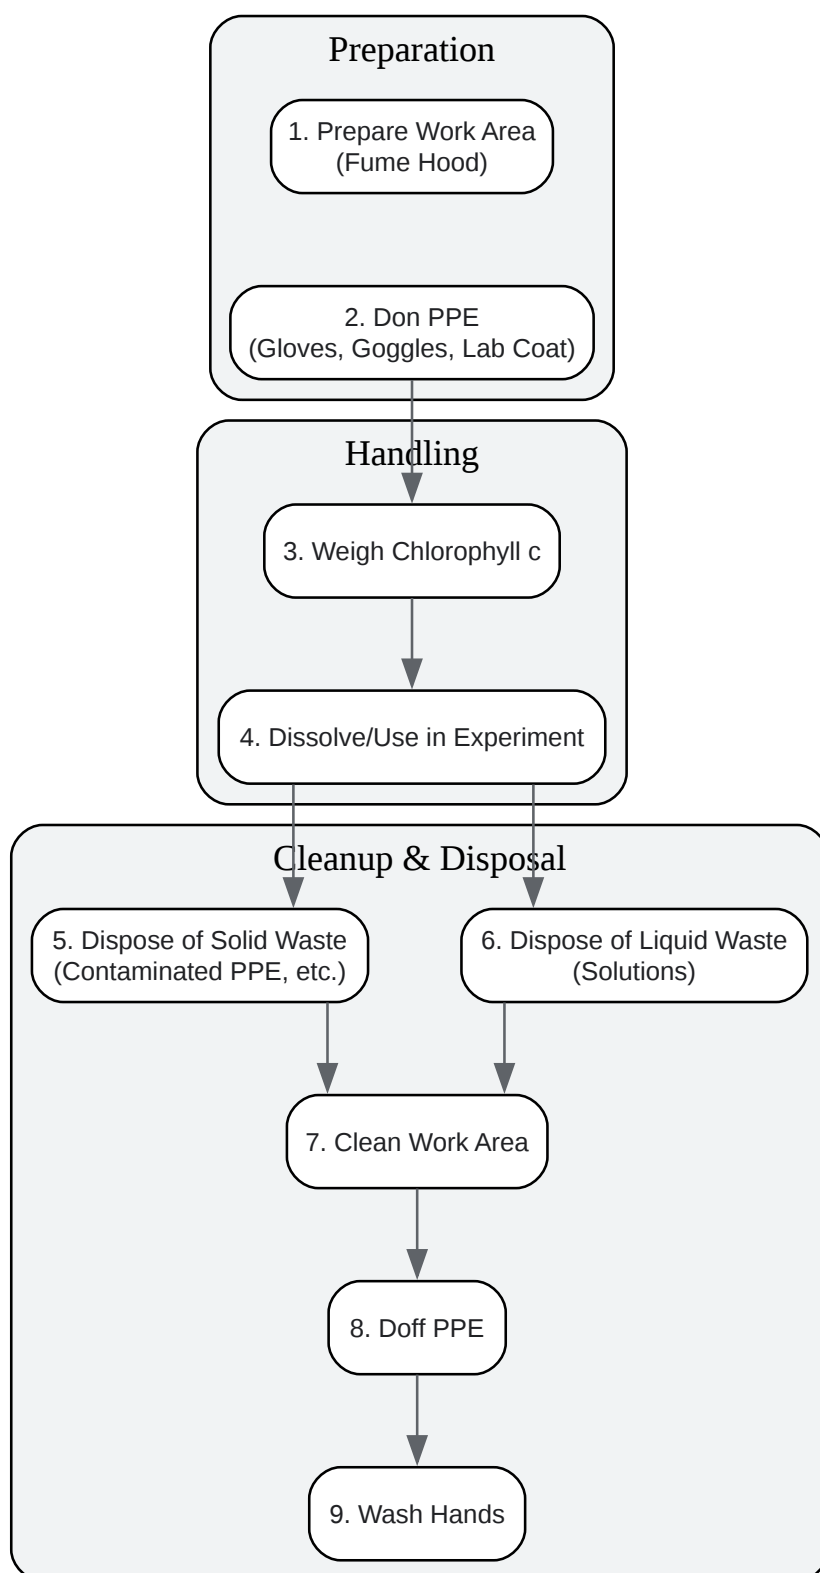 Preparation
1. Prepare Work Area
(Fume Hood)
2. Don PPE
(Gloves, Goggles, Lab Coat)
Handling
3. Weigh Chlorophyll c
4. Dissolve/Use in Experiment
Cleanup & Disposal
5. Dispose of Solid Waste
(Contaminated PPE, etc.)
6. Dispose of Liquid Waste
(Solutions)
7. Clean Work Area
8. Doff PPE
9. Wash Hands